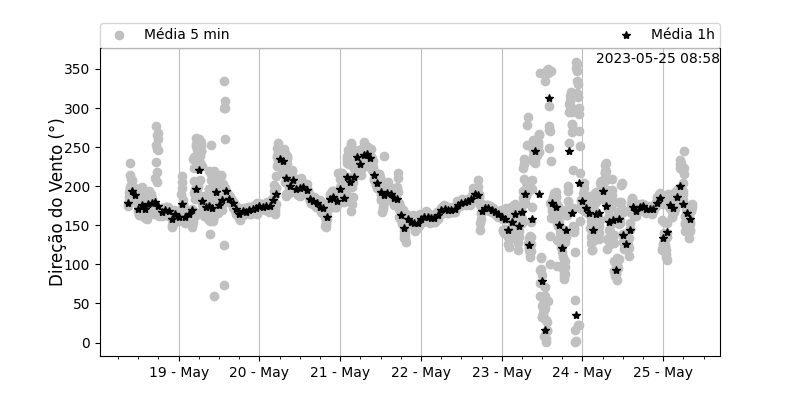 Média 5 min
Média 1h
2023-05-25 08:58
Direção do Vento (°)
350
300
250
200
150
100
50
0
19 - May
20 - May
21 - May
22 - May
23 - May
24 - May
25 - May